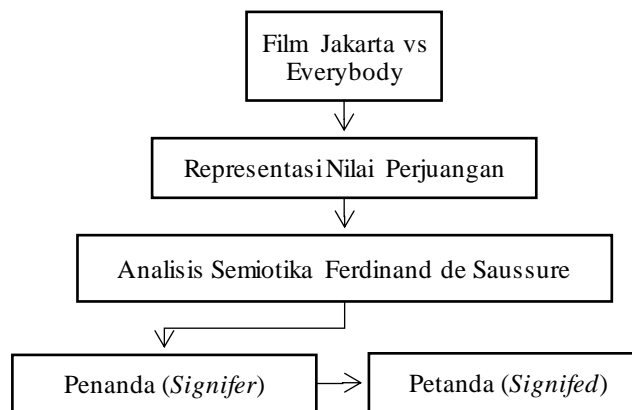 Film Jakarta vs
Everybody
Representasi Nilai Perjuangan
Analisis Semiotika Ferdinand de Saussure
Penanda (Signifer)
Petanda (Signifed)